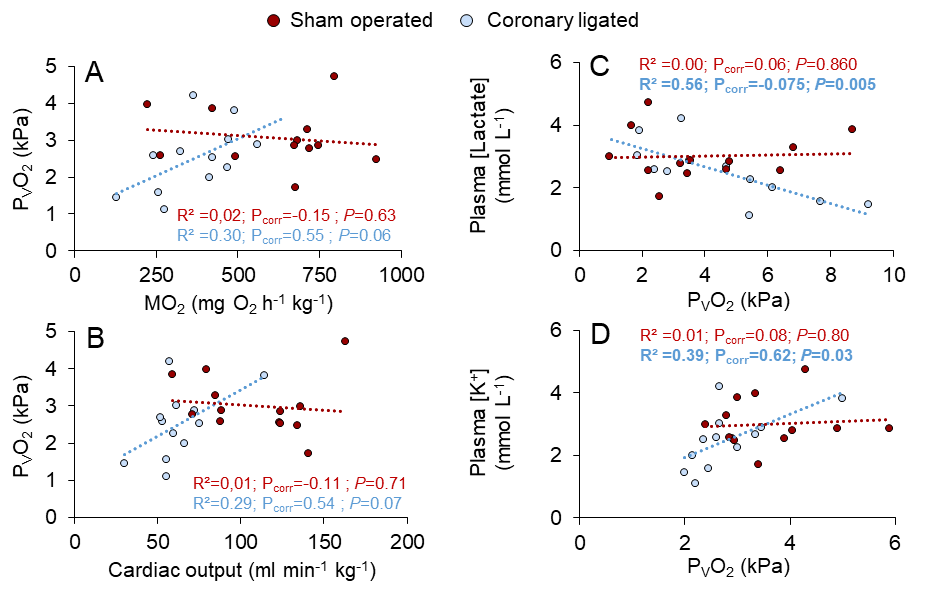 Sham operated Coronary ligated
A
5
4
3
2
1
0
PVO2 (kPa)
R² =0,02; Pcorr=-0.15 ; P=0.63
R² =0.30; Pcorr=0.55 ; P=0.06
0 250 500 750 1000
MO2 (mg O2 h-1 kg-1)
C
6
4
2
0
Plasma [Lactate]
(mmol L-1)
R² =0.00; Pcorr=0.06; P=0.860
R² =0.56; Pcorr=-0.075; P=0.005
0 2 4 6 8 10
PVO2 (kPa)
B
5
4
3
2
1
0
PVO2 (kPa)
R²=0,01; Pcorr=-0.11 ; P=0.71
R²=0.29; Pcorr=0.54 ; P=0.07
0 50 100 150 200
Cardiac output (ml min-1 kg-1)
D
6
4
2
0
Plasma [K+]
(mmol L-1)
R² =0.01; Pcorr=0.08; P=0.80
R² =0.39; Pcorr=0.62; P=0.03
0 2 4 6
PVO2 (kPa)